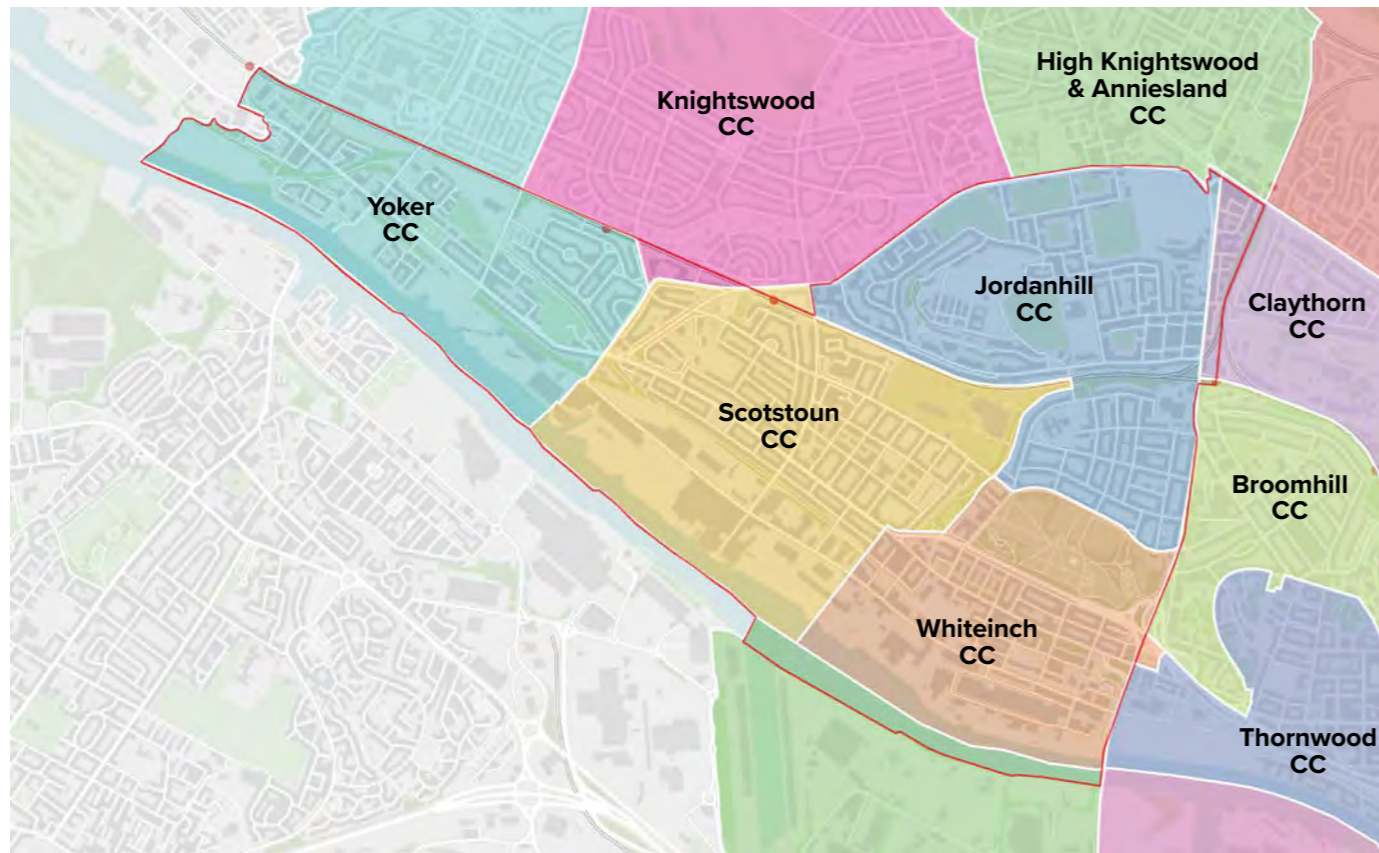 High Knightswood
& Anniesland
CC
Knightswood
CC
Yoker
CC
Jordanhill
CC
Claythorn
CC
Scotstoun
CC
Broomhill
CC
Whiteinch
CC
Thornwood
CC